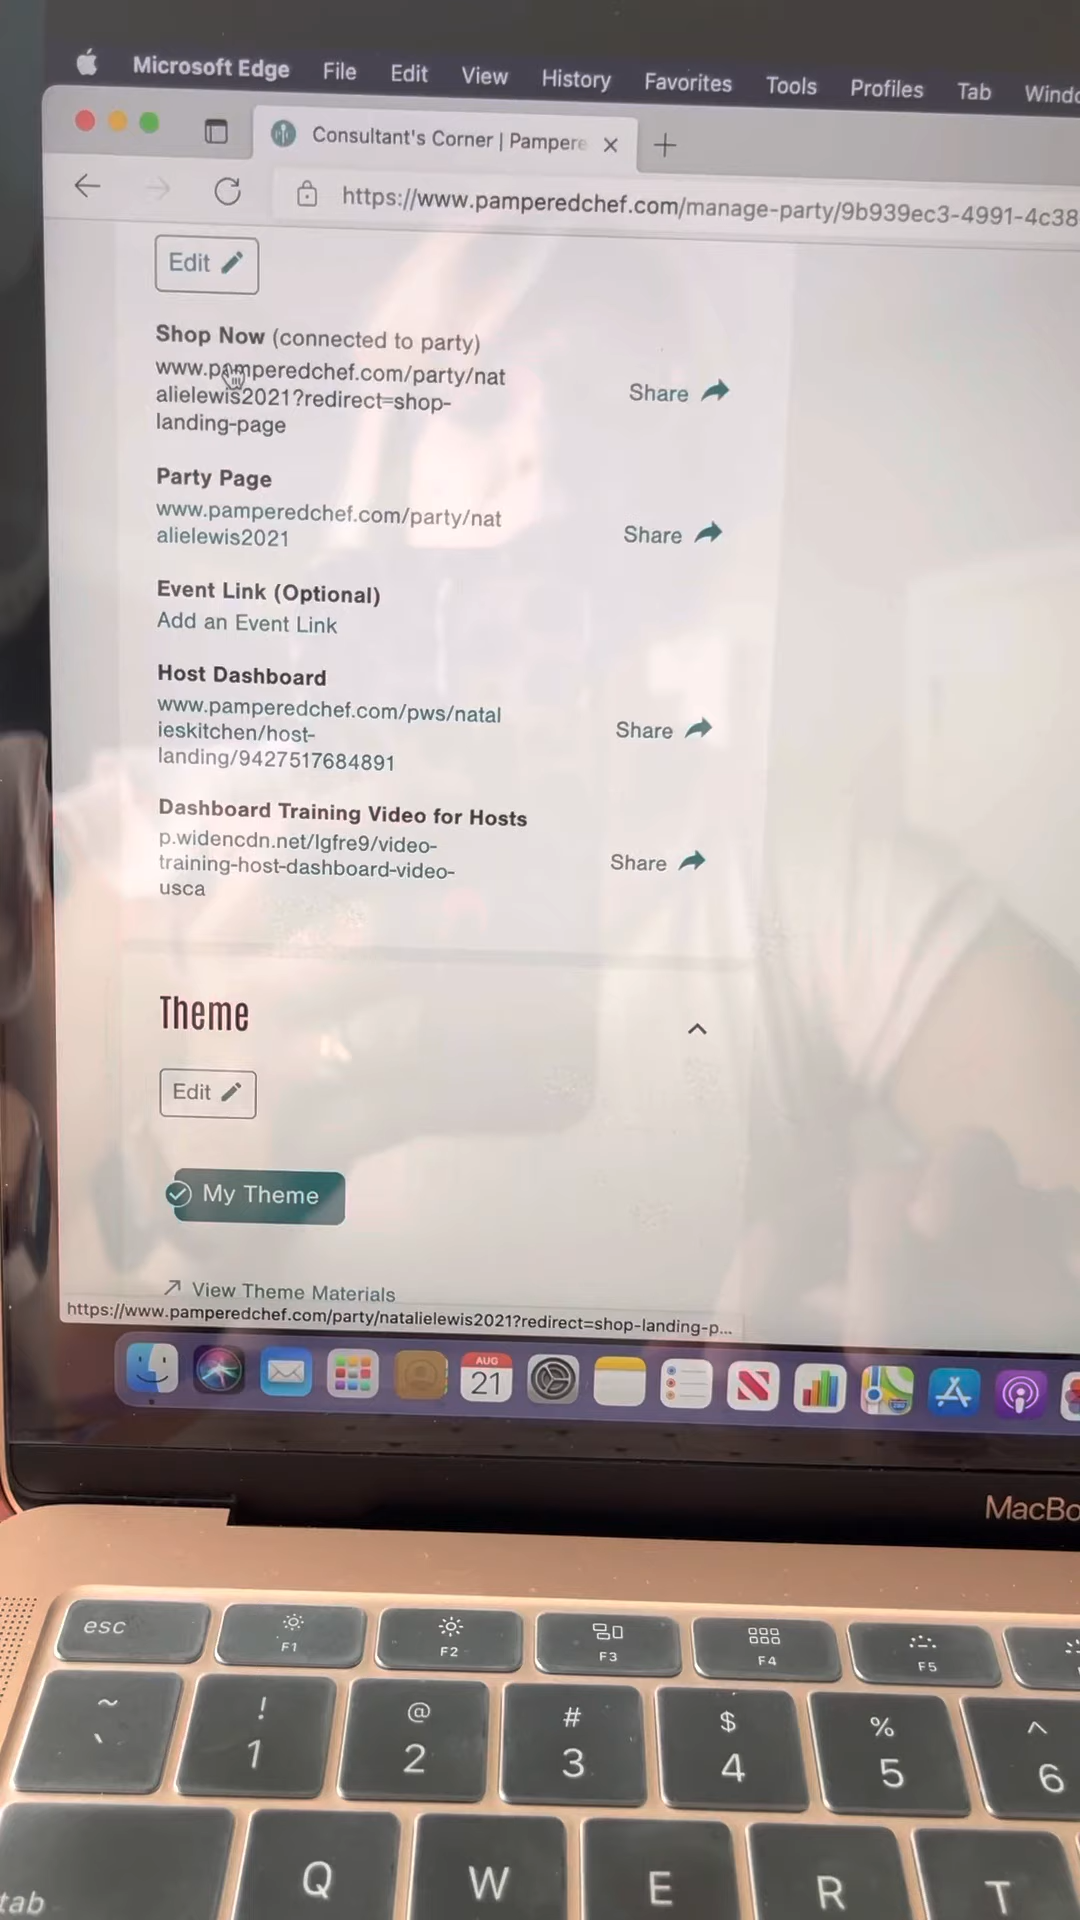 Microsoft Edge File Edit View History Favorites Tools Profiles Tab
Consultant's Corner | Pampere
https://www.pamperedchef.com/manage-party/9b939ec3-4991-4c38
Edit
Shop Now (connected to party)
www.pamperedchef.com/party/nat
alielewis2021?redirect=shop-
landing-page
Share
Party Page
www.pamperedchef.com/party/nat
alielewis2021
Share
Event Link (Optional)
Add an Event Link
Host Dashboard
www.pamperedchef.com/pws/natal
ieskitchen/host-
landing/9427517684891
Share
Dashboard Training Video for Hosts
p.widencdn.net/lgfre9/video-
training-host-dashboard-video-
usca
Share
Theme
Edit
My Theme
View Theme Materials
https://www.pamperedchef.com/party/natalielewis2021?redirect=shop-landing-p...
AUG
21
MacBo
esc F1 F2 F3 F4 F5
~ ! @ # $ % ^
` 1 2 3 4 5 6
tab Q W E R T